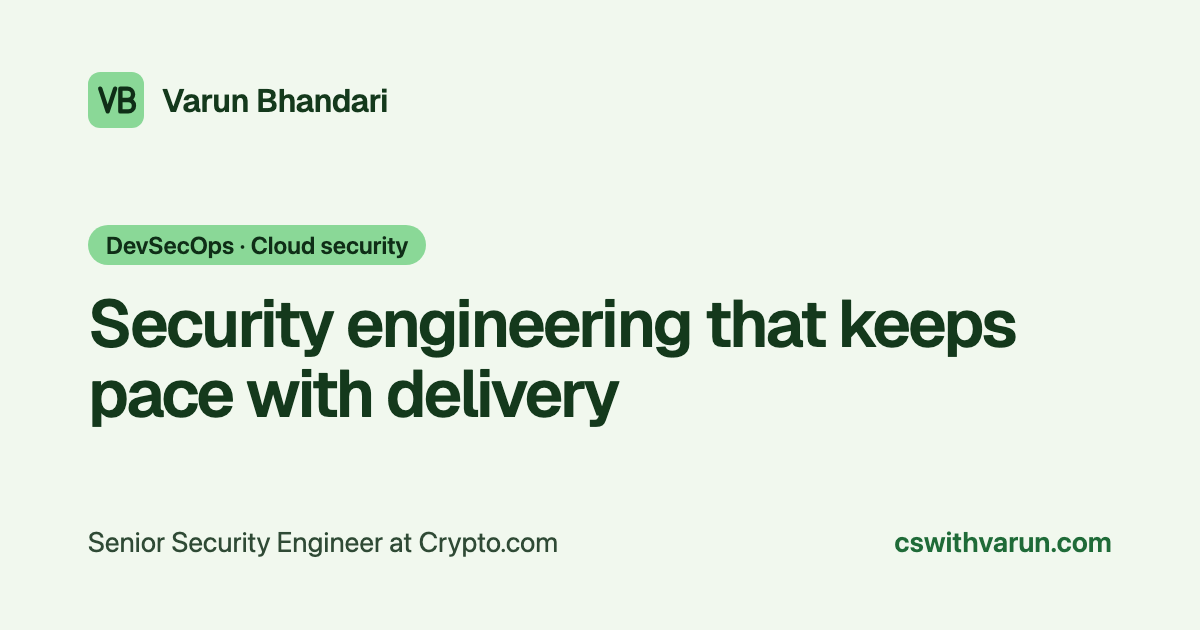 VB
Varun Bhandari
DevSecOps · Cloud security
Security engineering that keeps
pace with delivery
Senior Security Engineer at Crypto.com
cswithvarun.com